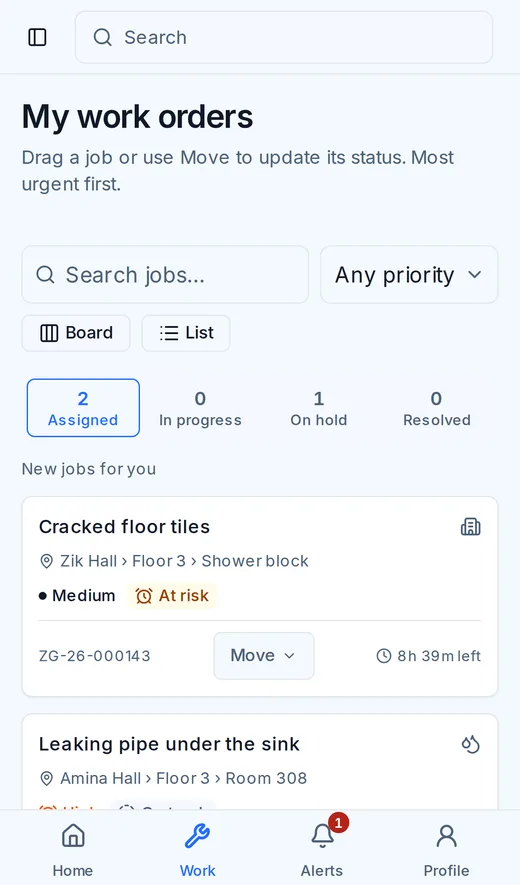 Search
My work orders
Drag a job or use Move to update its status. Most
urgent first.
Search jobs...
Any priority
Board
List
2
Assigned
0
In progress
1
On hold
0
Resolved
New jobs for you
Cracked floor tiles
Zik Hall › Floor 3 › Shower block
Medium
At risk
ZG-26-000143
Move
8h 39m left
Leaking pipe under the sink
Amina Hall › Floor 3 › Room 308
1
Home
Work
Alerts
Profile